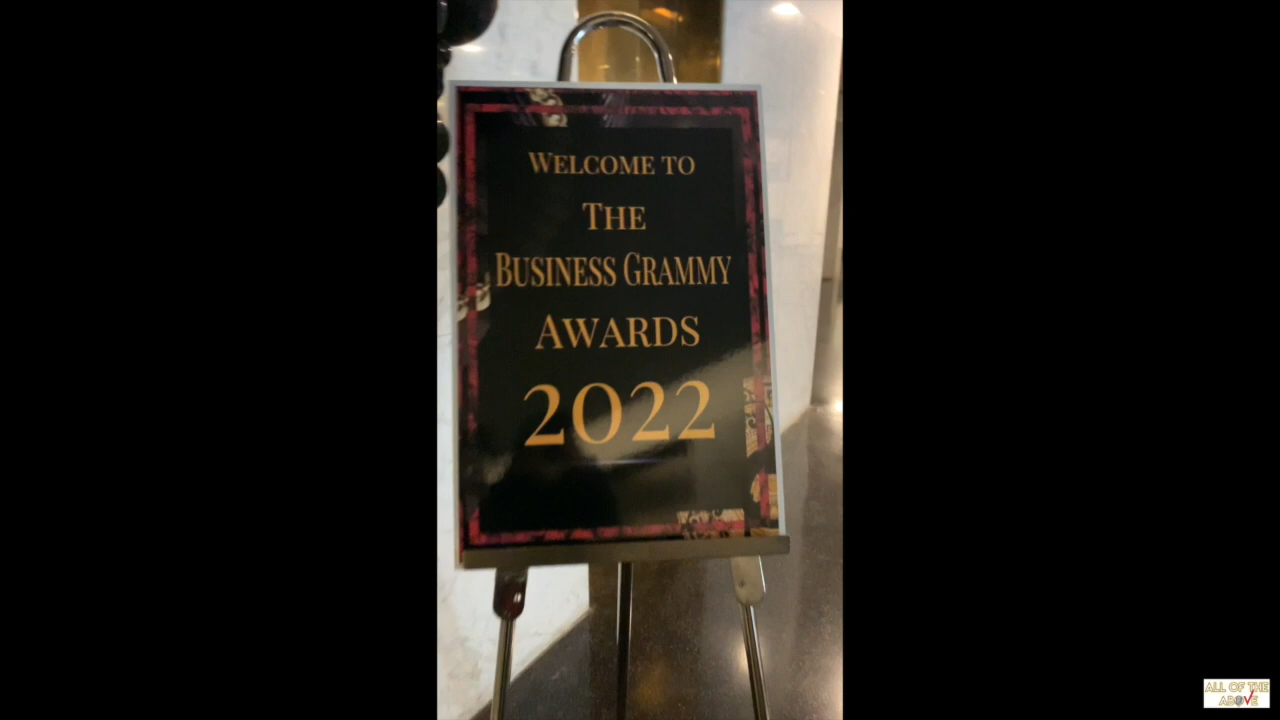 WELCOME TO
THE
BUSINESS GRAMMY
AWARDS
2022
ALL OF THE
ABOVE